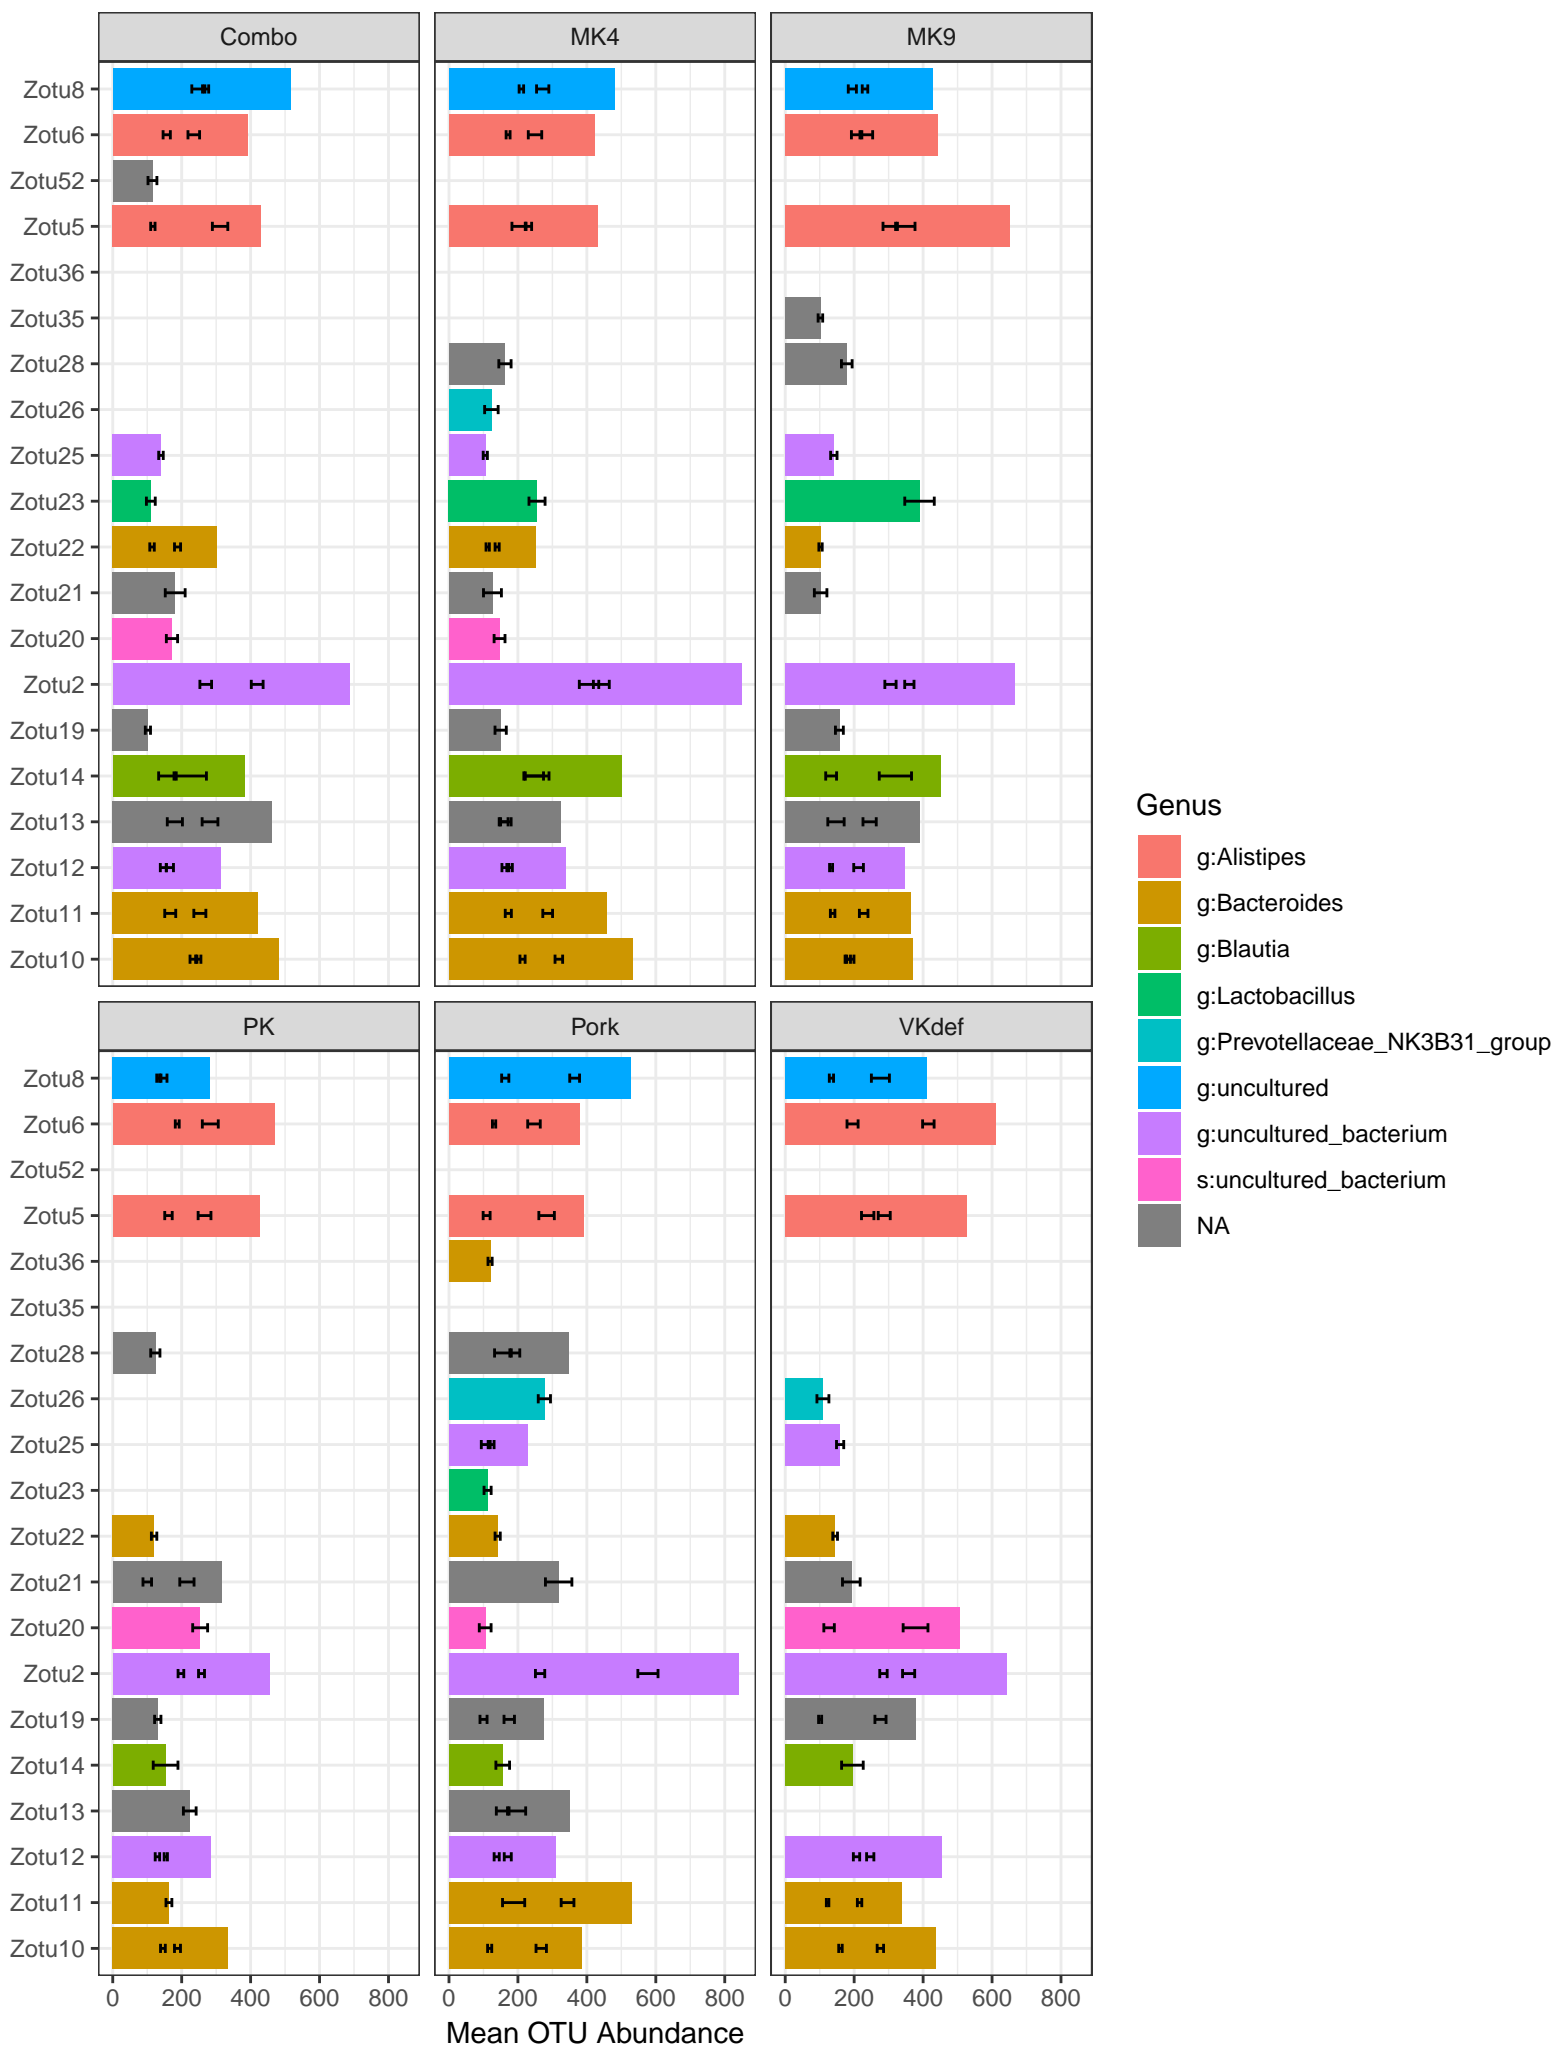 Combo
MK4
MK9
Zotu8
Zotu6
Zotu52
Zotu5
Zotu36
Zotu35
Zotu28
Zotu26
Zotu25
Zotu23
Zotu22
Zotu21
Zotu20
Zotu2
Zotu19
Zotu14
Zotu13
Zotu12
Zotu11
Zotu10
PK
Pork
VKdef
Zotu8
Zotu6
Zotu52
Zotu5
Zotu36
Zotu35
Zotu28
Zotu26
Zotu25
Zotu23
Zotu22
Zotu21
Zotu20
Zotu2
Zotu19
Zotu14
Zotu13
Zotu12
Zotu11
Zotu10
0 200 400 600 800
0 200 400 600 800
0 200 400 600 800
Mean OTU Abundance
Genus
g:Alistipes
g:Bacteroides
g:Blautia
g:Lactobacillus
g:Prevotellaceae_NK3B31_group
g:uncultured
g:uncultured_bacterium
s:uncultured_bacterium
NA